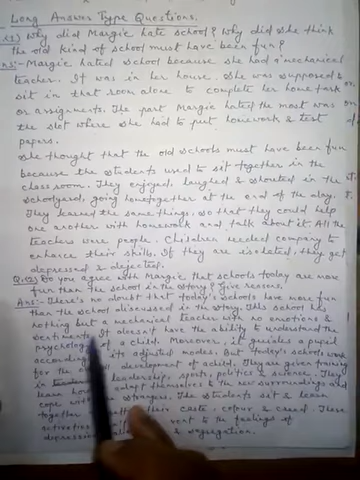 Long Answer Type Questions.
Why did Margie hate school? Why did she think
the old kind of school must have been fun?
Ans:- Margie hated school because she had a mechanical
teacher. It was in her house. She was supposed to
sit in that room alone to complete her home task
or assignments. The part Margie hated the most was
the slot where she had to put homework & test
papers.
She thought that the old schools must have been fun
because the students used to sit together in the
class room. They enjoyed, laughed & shouted in the
schoolyard, going home together at the end of the day.
They learned the same things, so that they could help
one another with homework and talk about it. All the
teachers were people. Children needed company to
enhance their skills. If they are isolated, they get
depressed & dejected.
Q.(2) Do you agree with Margie that schools today are more
fun than the school in the story? Give reasons.
Ans:- There's no doubt that today's schools have more fun
than the school discussed in the story. This school has
nothing but a mechanical teacher with no emotions &
sentiments. It doesn't have the ability to understand the
psychology of a child. Moreover, it guides a pupil
according its adjusted modes. But today's schools work
for the all development of a child. They are given training
leadership, sports, politics & science. They
learn how adapt themselves to the new surroundings and
cope with strangers. The students sit & learn
together their caste, colour & creed. These
activities vent to the feelings of
depression & segregation.